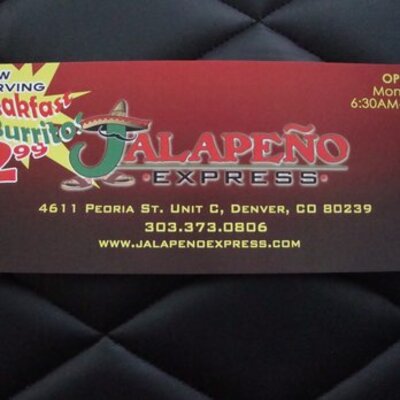 OP
Mon
6:30AM
RVING
Burrito!
2.99
JALAPEÑO
EXPRESS
4611 PEORIA ST. UNIT C, DENVER, CO 80239
303.373.0806
WWW.JALAPENOEXPRESS.COM